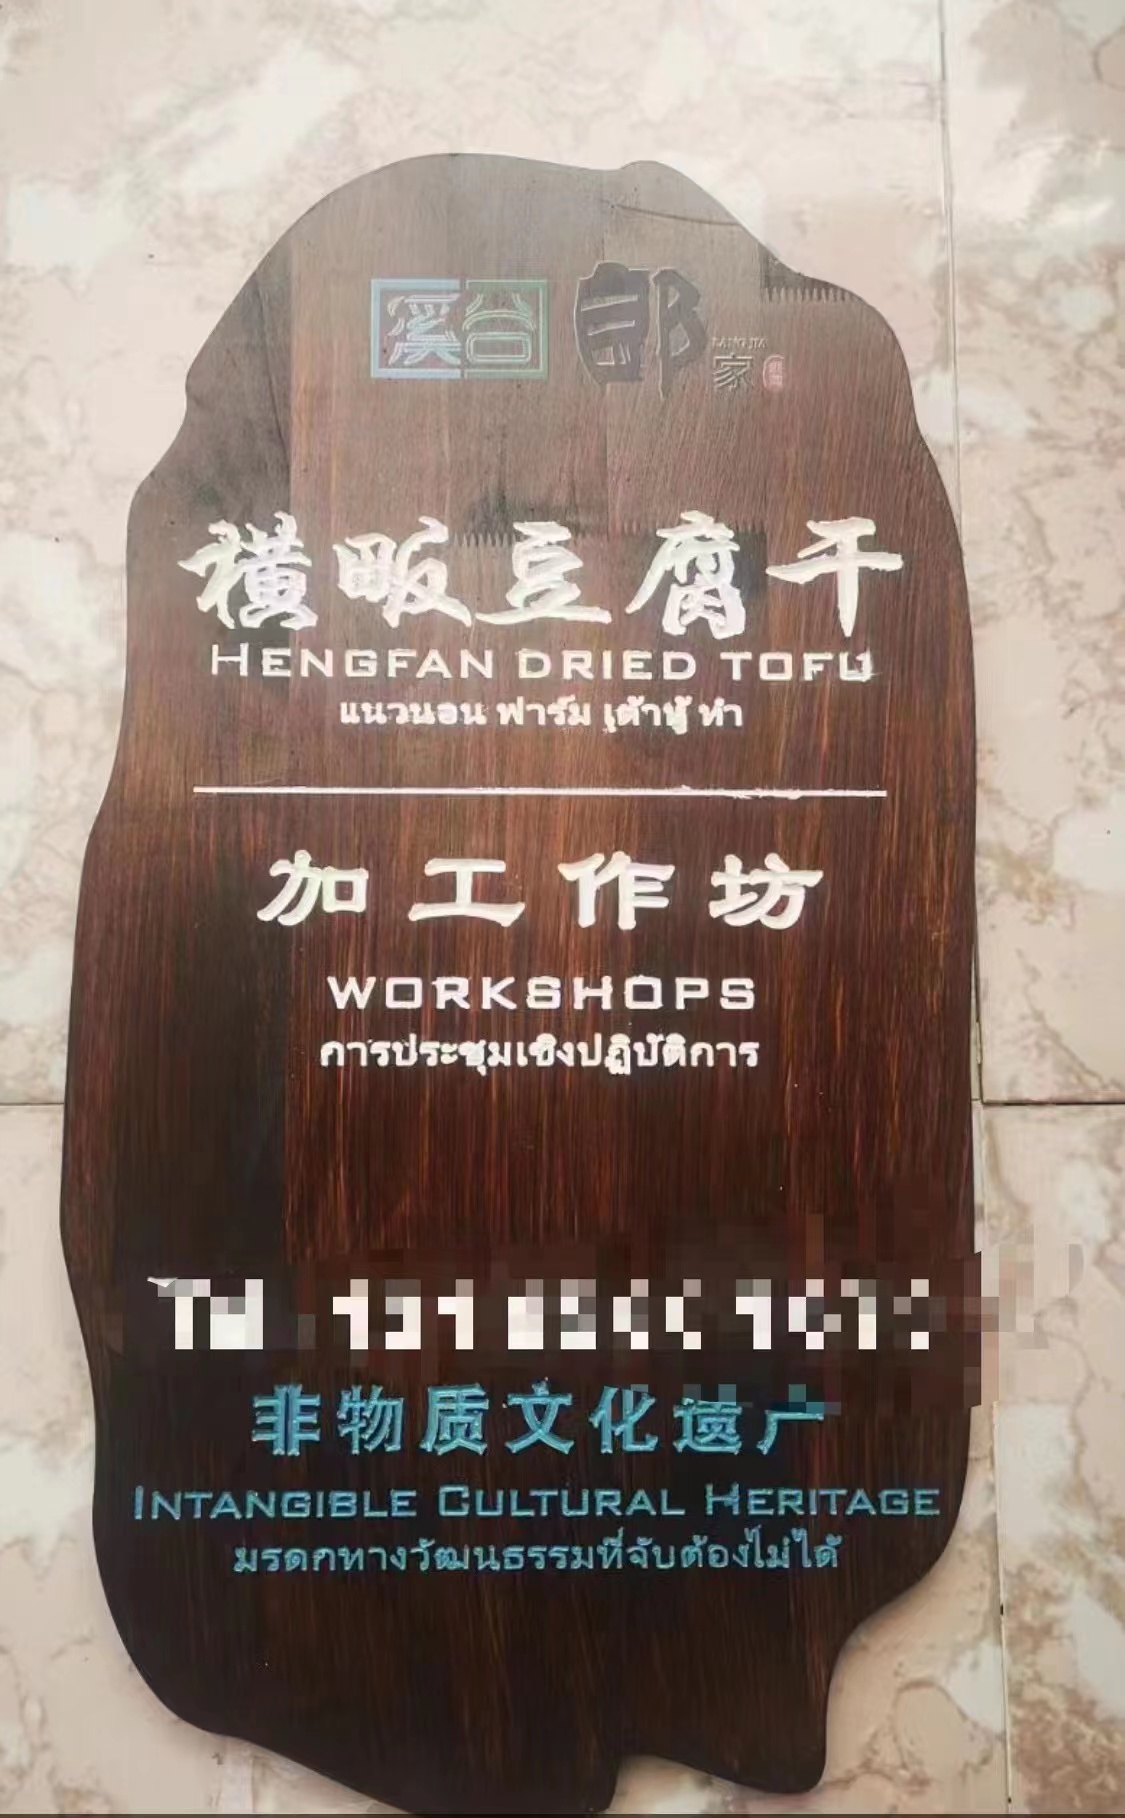 溪谷 郎家 LANG JIA
横畈豆腐干
HENGFAN DRIED TOFU
แนวนอน ฟาร์ม เต้าหู้ ทำ
加工作坊
WORKSHOPS
การประชุมเชิงปฏิบัติการ
非物质文化遗产
INTANGIBLE CULTURAL HERITAGE
มรดกทางวัฒนธรรมที่จับต้องไม่ได้